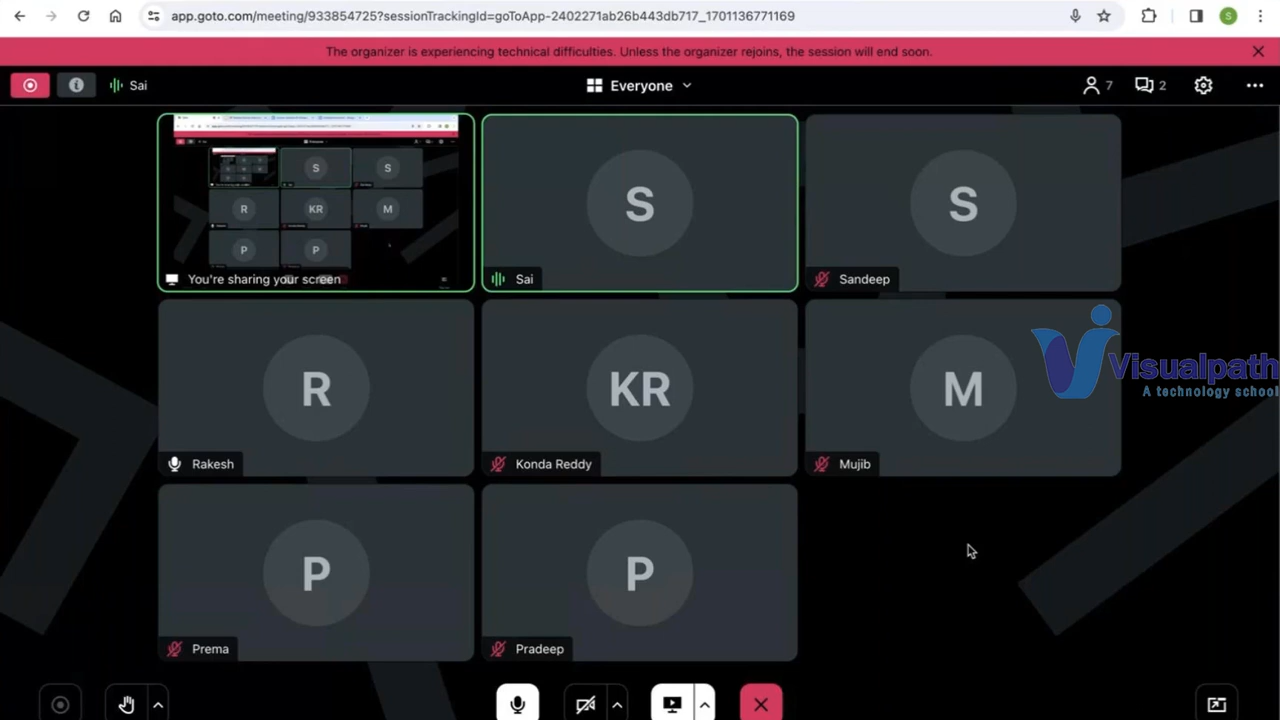 app.goto.com/meeting/933854725?sessionTrackingId=goToApp-2402271ab26b443db717_1701136771169
S
The organizer is experiencing technical difficulties. Unless the organizer rejoins, the session will end soon.
Sai
Everyone
7
2
S
S
R
KR
M
P
P
You're sharing your screen
S
Sai
S
Sandeep
R
Rakesh
KR
Konda Reddy
M
Mujib
Visualpath
A technology school
P
Prema
P
Pradeep